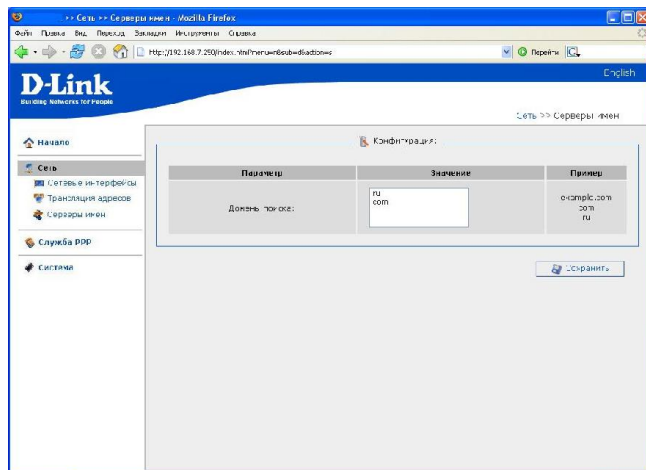 >> Сеть >> Серверы имен - Mozilla Firefox
Файл Правка Вид Переход Закладки Инструменты Справка
http://192.168.7.250/index.html?menu=n&sub=d&action=s
Перейти
English
D-Link
Building Networks for People
Сеть >> Серверы имен
Начало
Конфигурация:
Сеть
Сетевые интерфейсы
Трансляция адресов
Серверы имен
Служба PPP
Система
Параметр Значение Пример
Домены поиска:
ru
com
example.com
com
ru
Сохранить